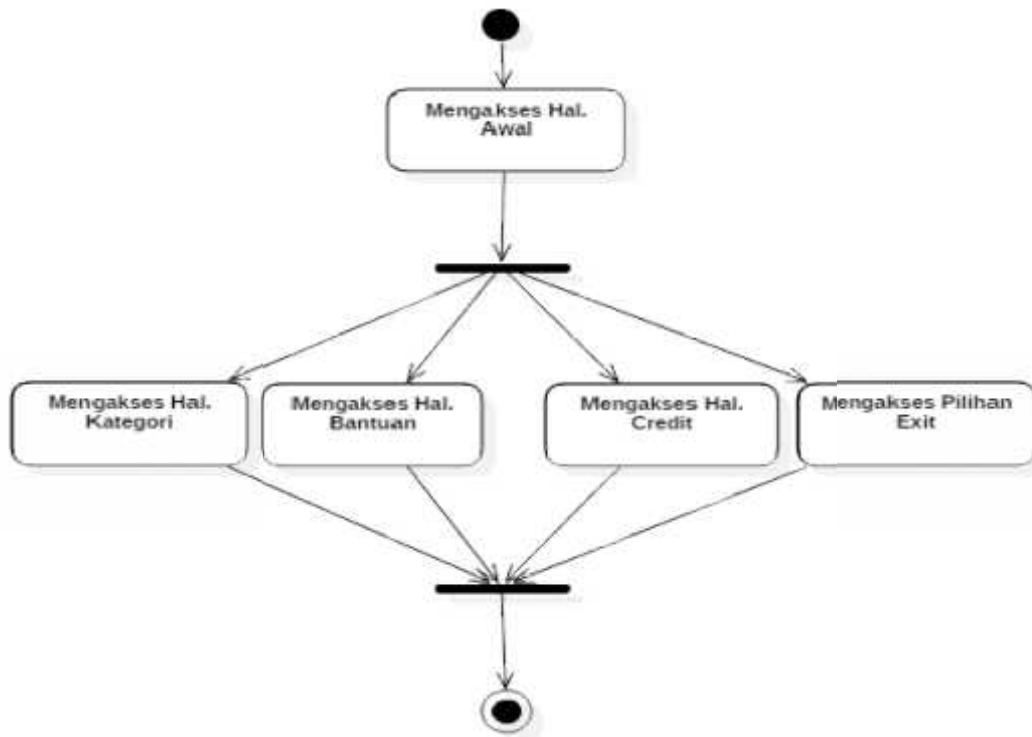 Mengakses Hal.
Awal
Mengakses Hal.
Kategori
Mengakses Hal.
Bantuan
Mengakses Hal.
Credit
Mengakses Pilihan
Exit